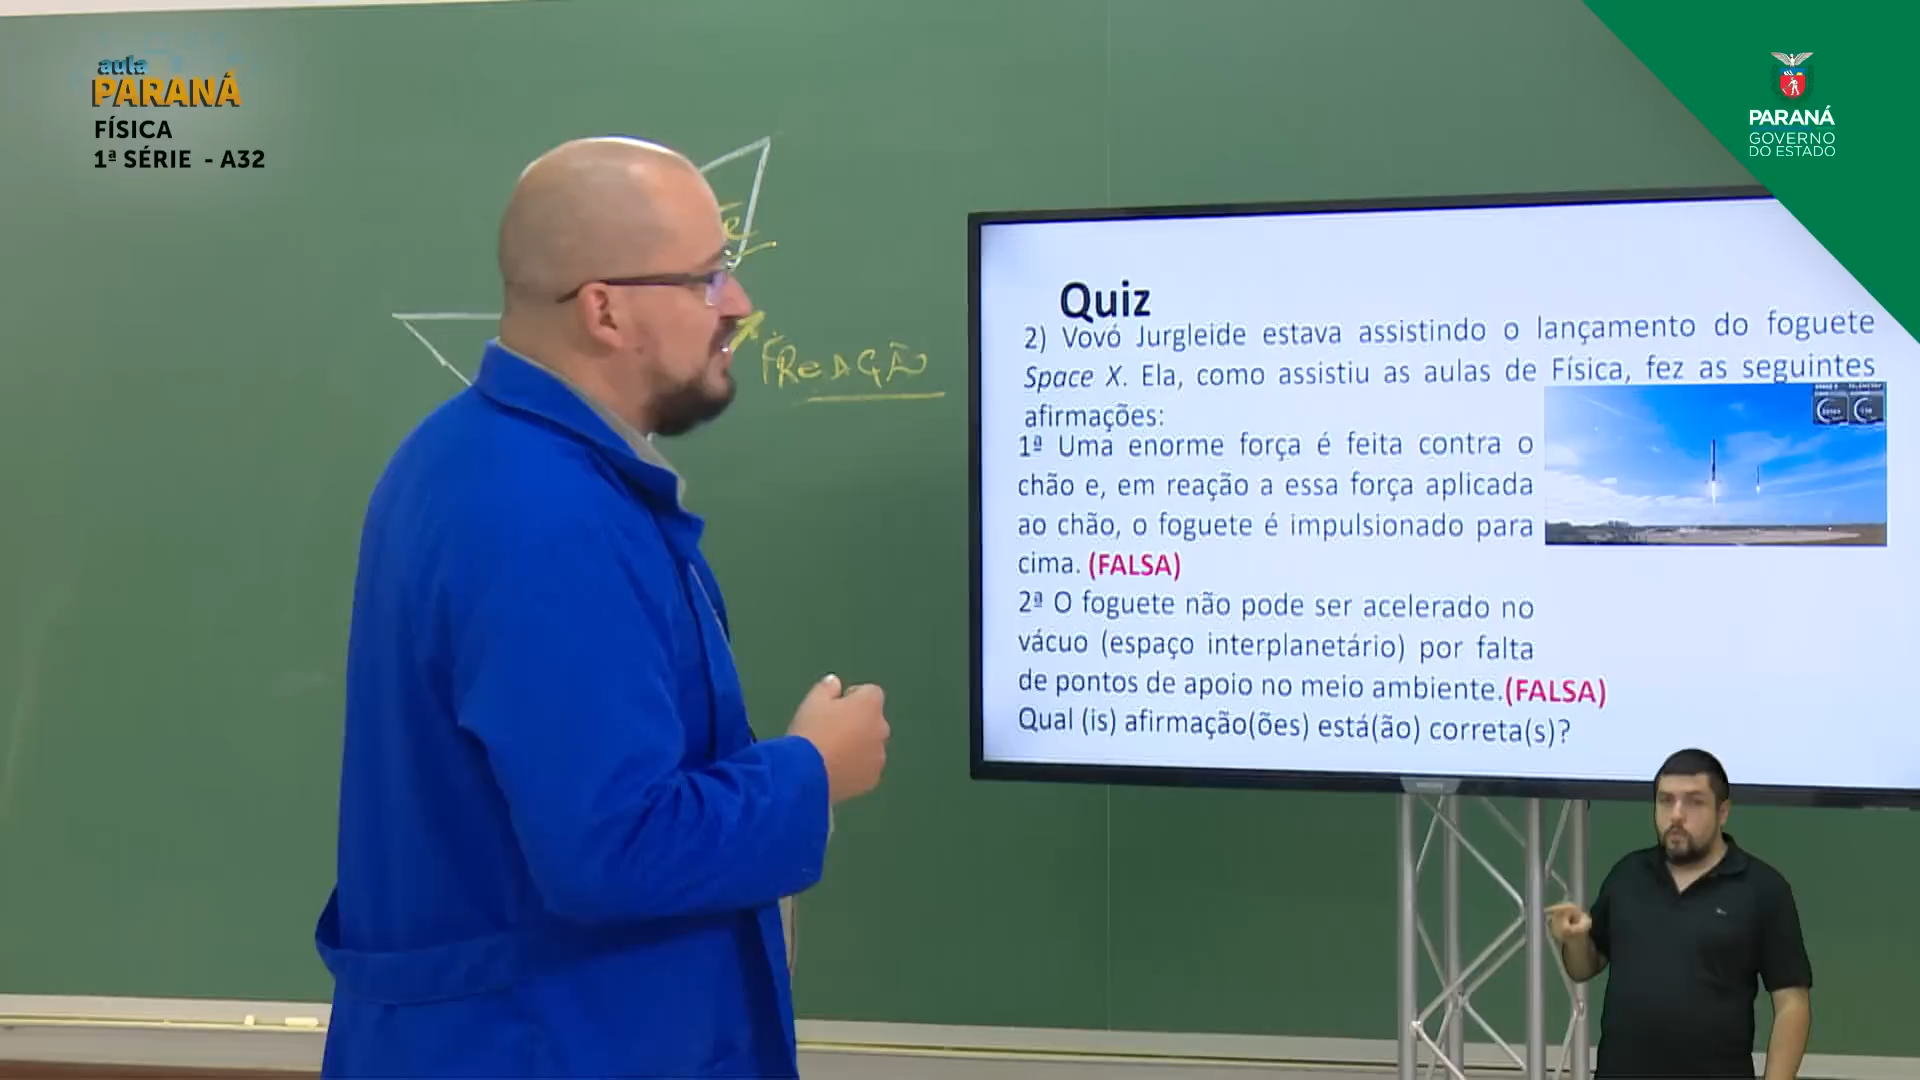 aula
PARANÁ
FÍSICA
1ª SÉRIE - A32
PARANÁ
GOVERNO
DO ESTADO
FREAÇÃO
Quiz
2) Vovó Jurgleide estava assistindo o lançamento do foguete
Space X. Ela, como assistiu as aulas de Física, fez as seguintes
afirmações:
1ª Uma enorme força é feita contra o
chão e, em reação a essa força aplicada
ao chão, o foguete é impulsionado para
cima. (FALSA)
2ª O foguete não pode ser acelerado no
vácuo (espaço interplanetário) por falta
de pontos de apoio no meio ambiente.(FALSA)
Qual (is) afirmação(ões) está(ão) correta(s)?